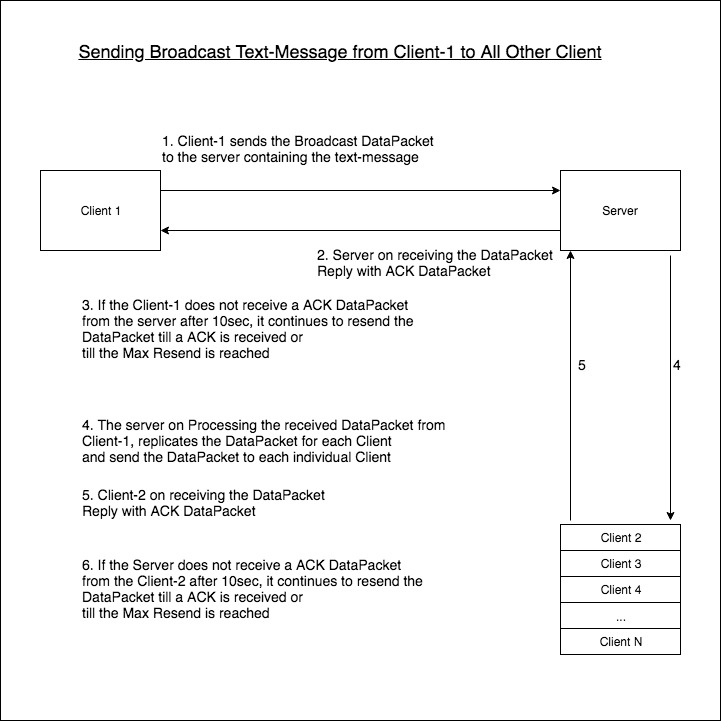 Sending Broadcast Text-Message from Client-1 to All Other Client
1. Client-1 sends the Broadcast DataPacket
to the server containing the text-message
Client 1
Server
2. Server on receiving the DataPacket
Reply with ACK DataPacket
3. If the Client-1 does not receive a ACK DataPacket
from the server after 10sec, it continues to resend the
DataPacket till a ACK is received or
till the Max Resend is reached
5
4
4. The server on Processing the received DataPacket from
Client-1, replicates the DataPacket for each Client
and send the DataPacket to each individual Client
5. Client-2 on receiving the DataPacket
Reply with ACK DataPacket
6. If the Server does not receive a ACK DataPacket
from the Client-2 after 10sec, it continues to resend the
DataPacket till a ACK is received or
till the Max Resend is reached
Client 2
Client 3
Client 4
...
Client N